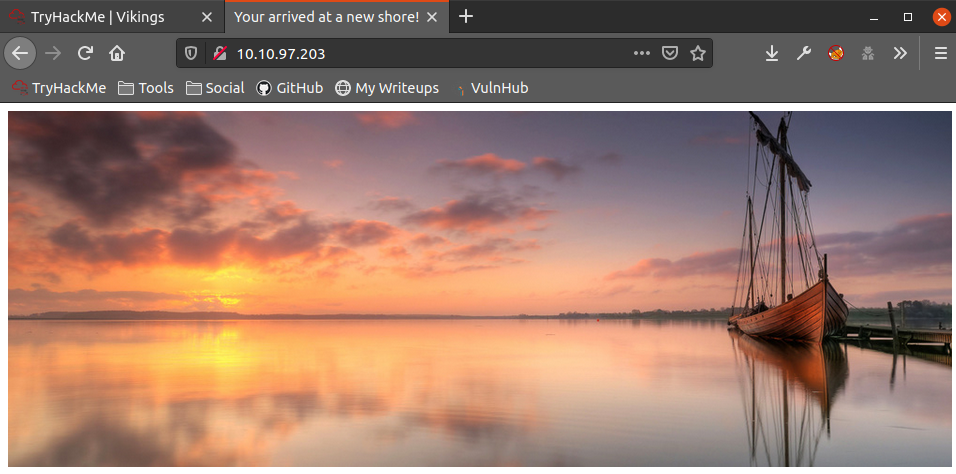 TryHackMe | Vikings
Your arrived at a new shore!
10.10.97.203
TryHackMe Tools Social GitHub My Writeups VulnHub